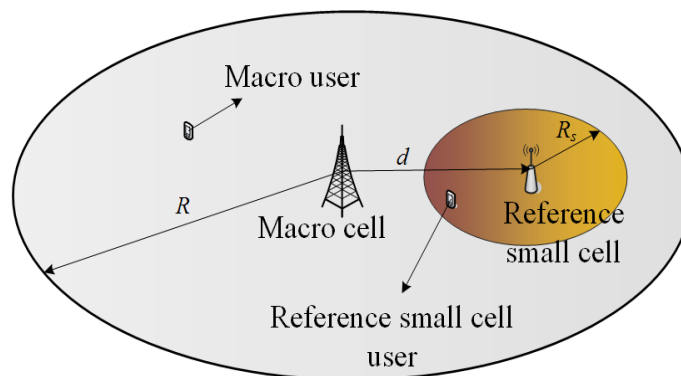 Macro user
R_s
d
R
Macro cell
Reference
small cell
Reference small cell
user